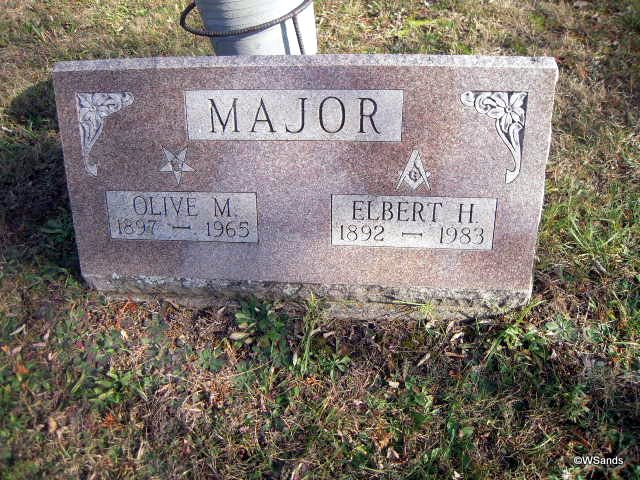 MAJOR
OLIVE M.
1897 — 1965
ELBERT H.
1892 — 1983
G
©WSands